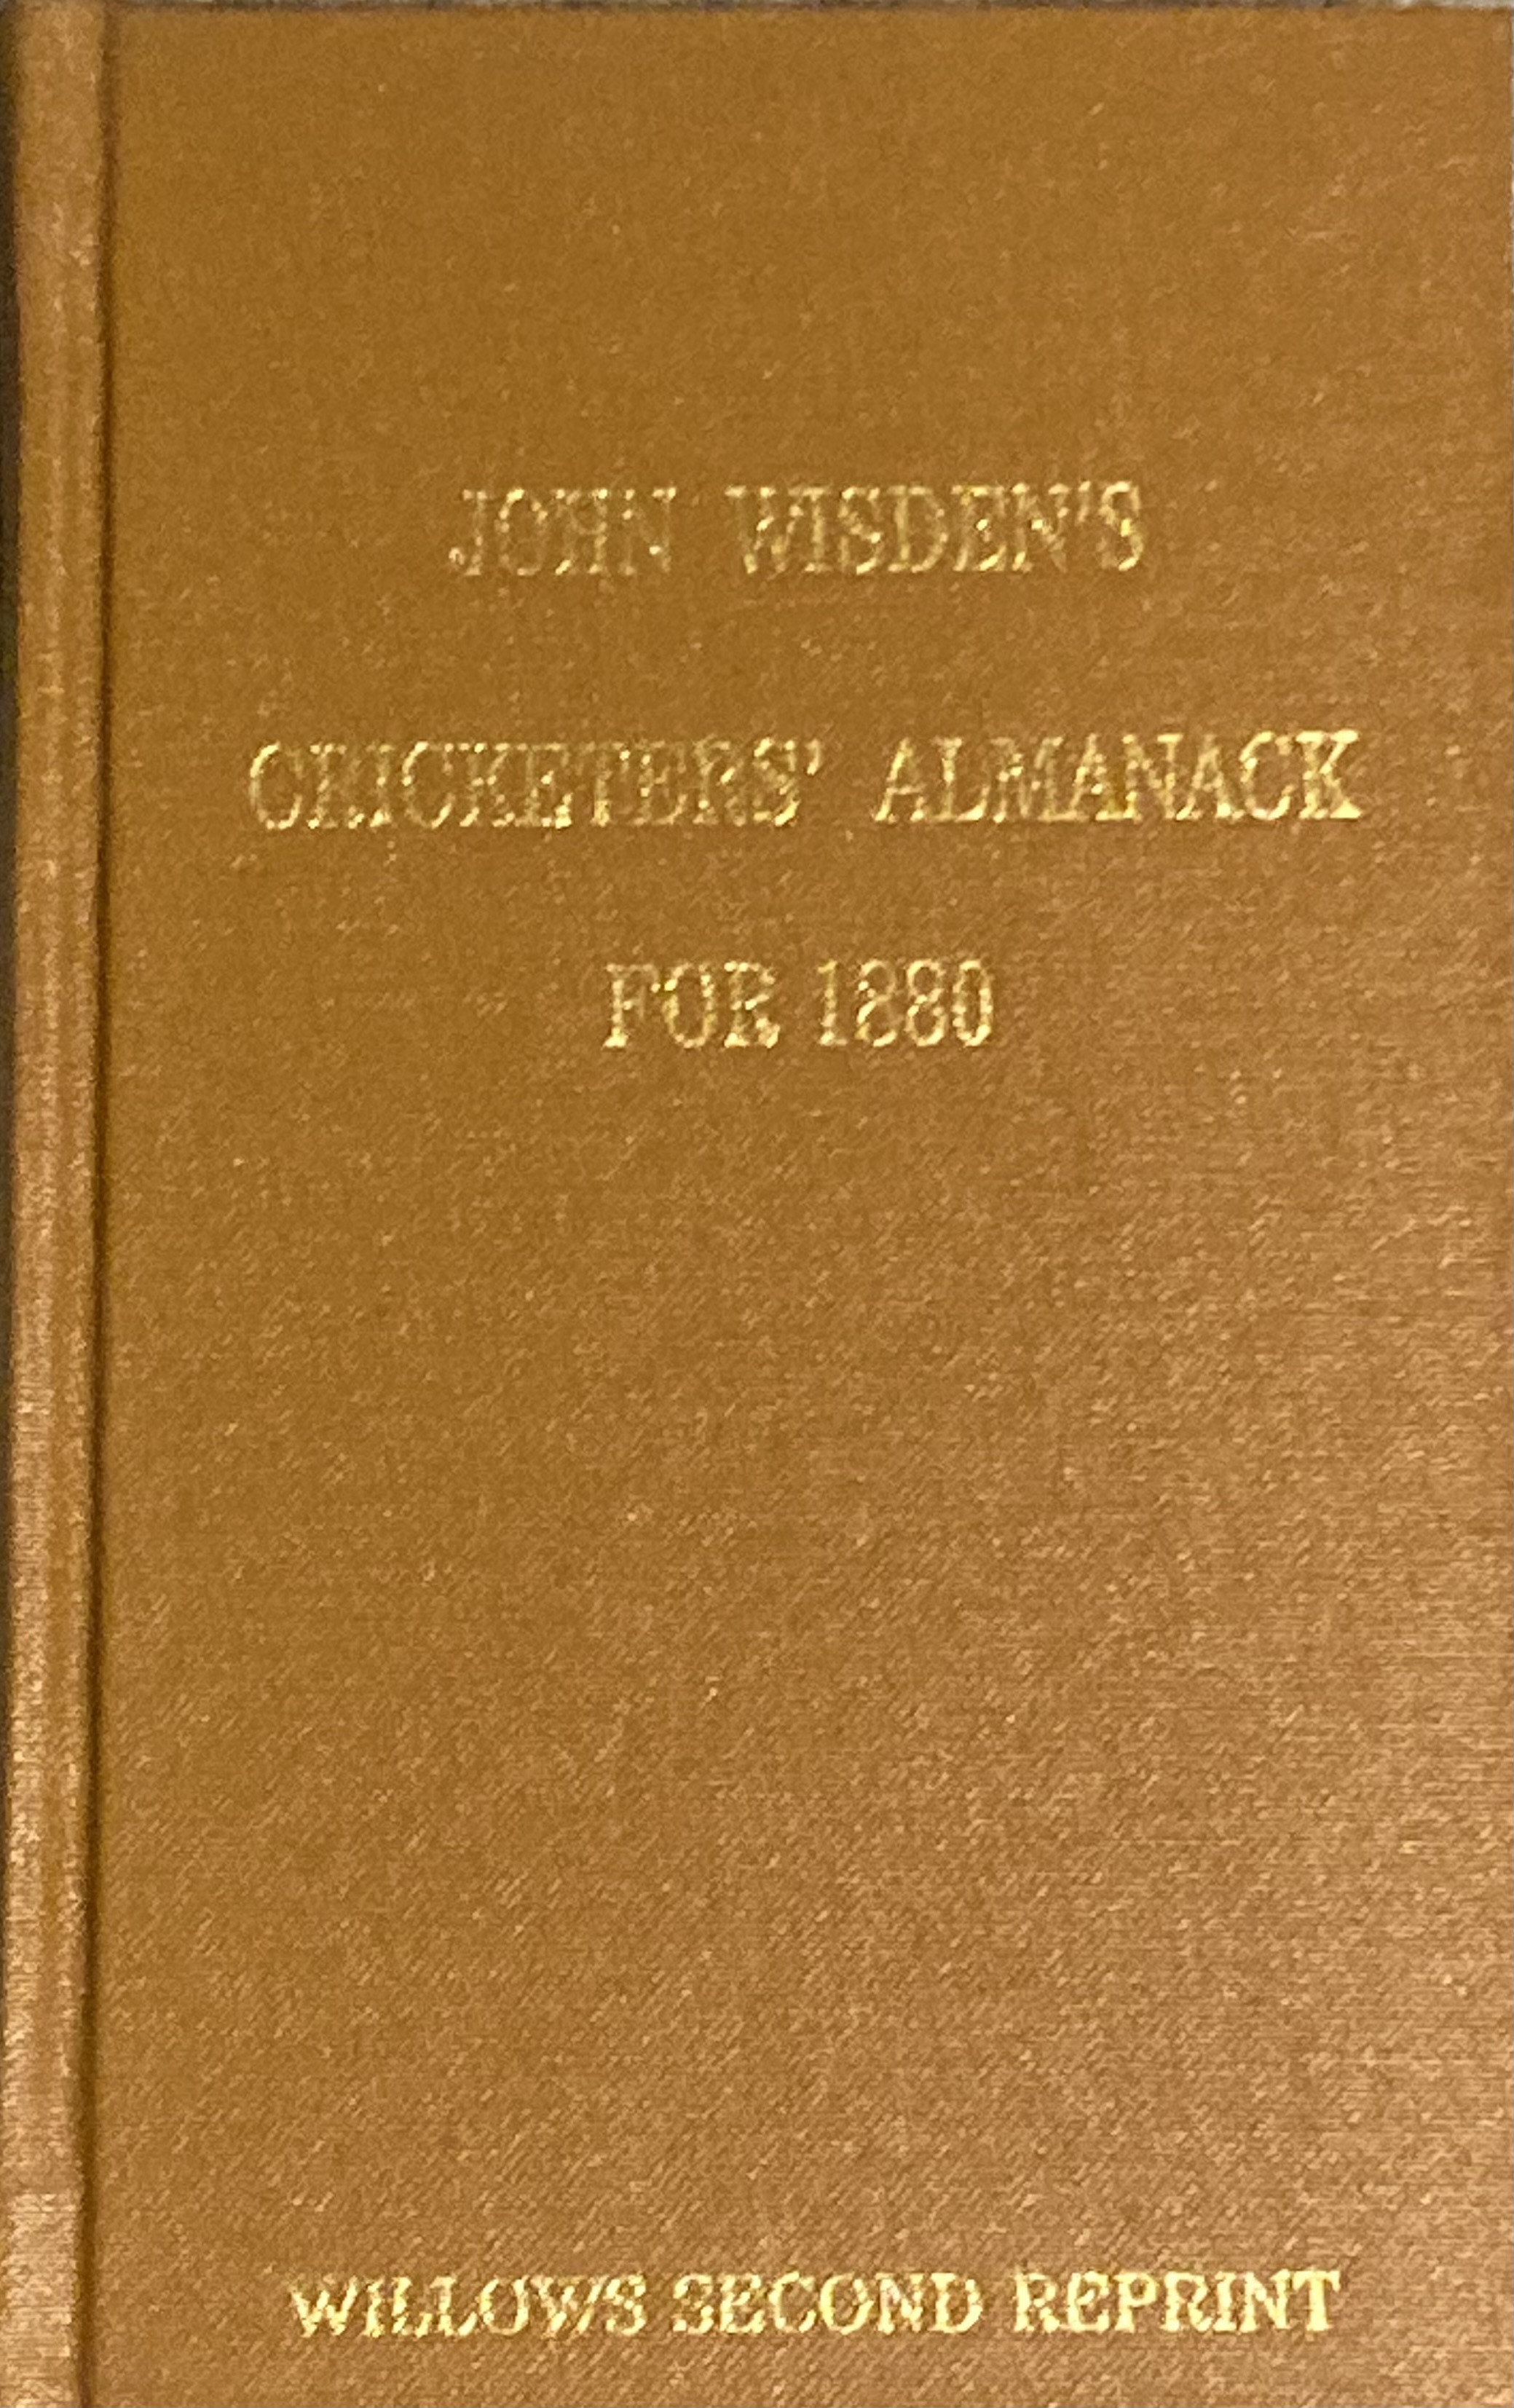 JOHN WISDEN'S
CRICKETERS' ALMANACK
FOR 1880
WILLOWS SECOND REPRINT